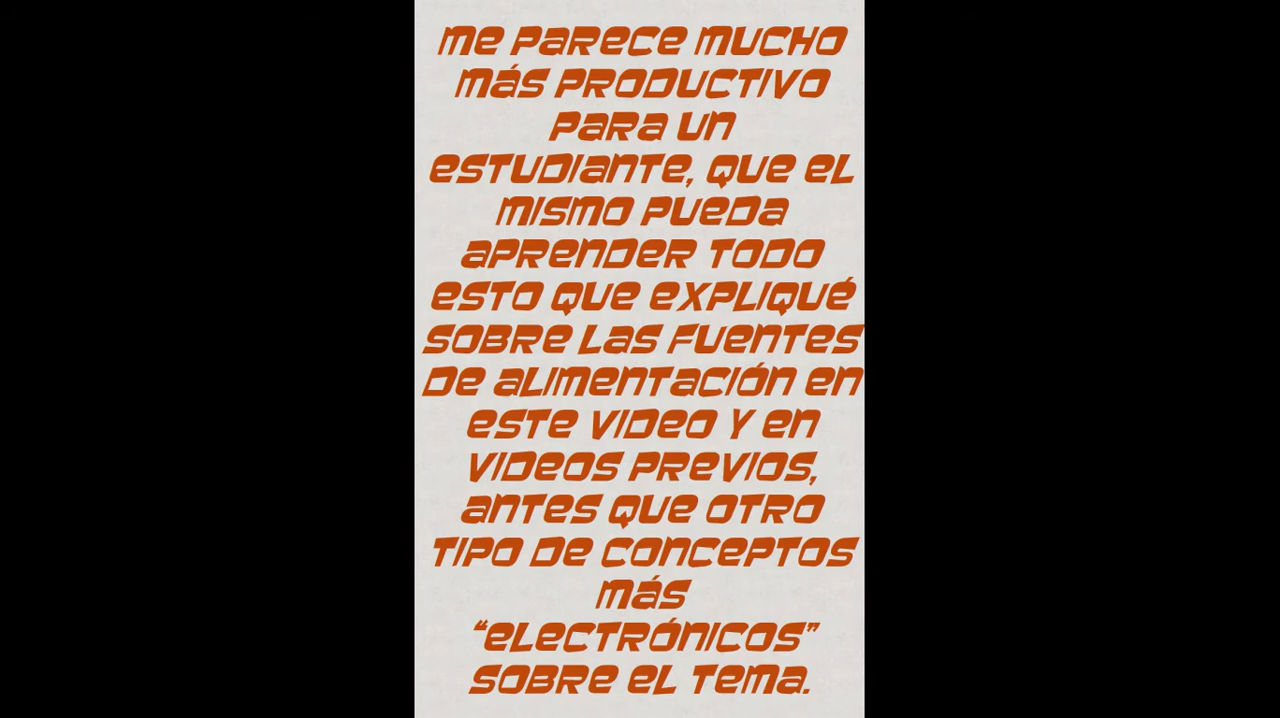 ME PARECE MUCHO
MÁS PRODUCTIVO
PARA UN
ESTUDIANTE, QUE EL
MISMO PUEDA
APRENDER TODO
ESTO QUE EXPLIQUÉ
SOBRE LAS FUENTES
DE ALIMENTACIÓN EN
ESTE VIDEO Y EN
VIDEOS PREVIOS,
ANTES QUE OTRO
TIPO DE CONCEPTOS
MÁS
“ELECTRÓNICOS”
SOBRE EL TEMA.